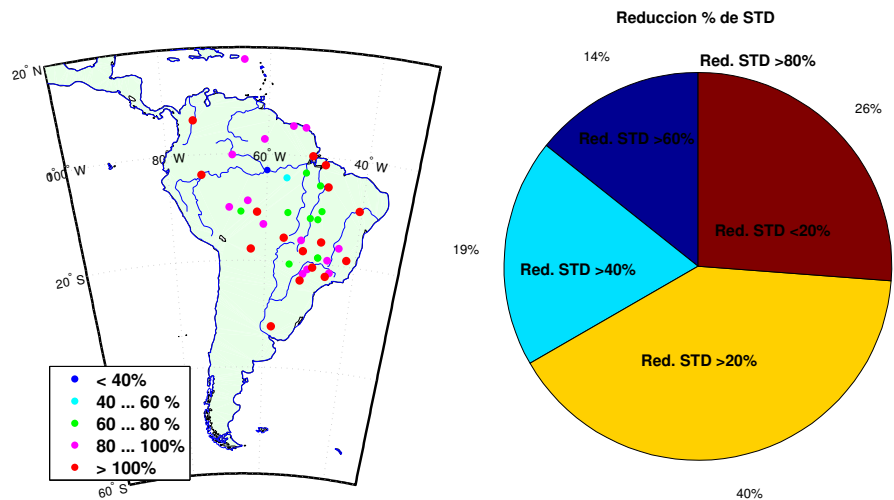 Reduccion % de STD
20° N
80° W
60° W
40° W
100° W
0°
20° S
60° S
< 40%
40 ... 60 %
60 ... 80 %
80 ... 100%
> 100%
14%
Red. STD >80%
26%
Red. STD >60%
Red. STD <20%
19%
Red. STD >40%
Red. STD >20%
40%